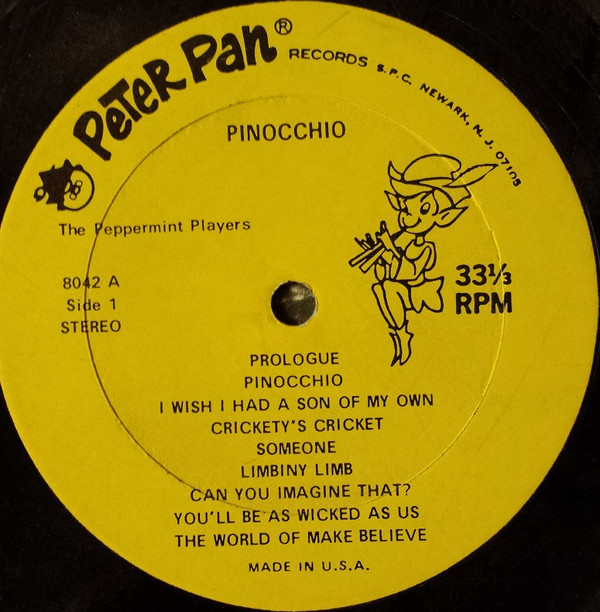 PETER PAN® RECORDS S.P.C. NEWARK, N. J. 07105
PINOCCHIO
The Peppermint Players
8042 A
Side 1
STEREO
33⅓
RPM
PROLOGUE
PINOCCHIO
I WISH I HAD A SON OF MY OWN
CRICKETY'S CRICKET
SOMEONE
LIMBINY LIMB
CAN YOU IMAGINE THAT?
YOU'LL BE AS WICKED AS US
THE WORLD OF MAKE BELIEVE
MADE IN U.S.A.